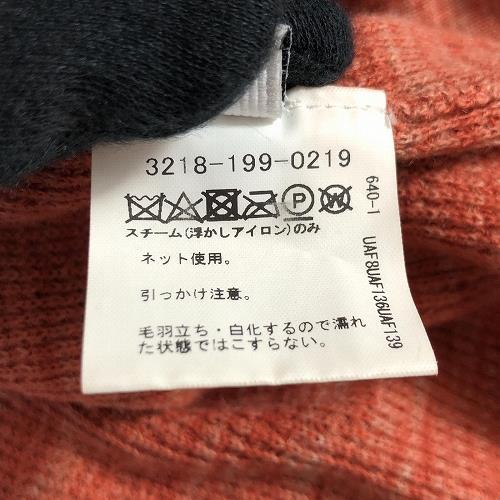 3218-199-0219
P W
スチーム(浮かしアイロン)のみ
ネット使用。
引っかけ注意。
毛羽立ち・白化するので濡れ
た状態ではこすらない。
640-1
UAF8UAF136UAF139